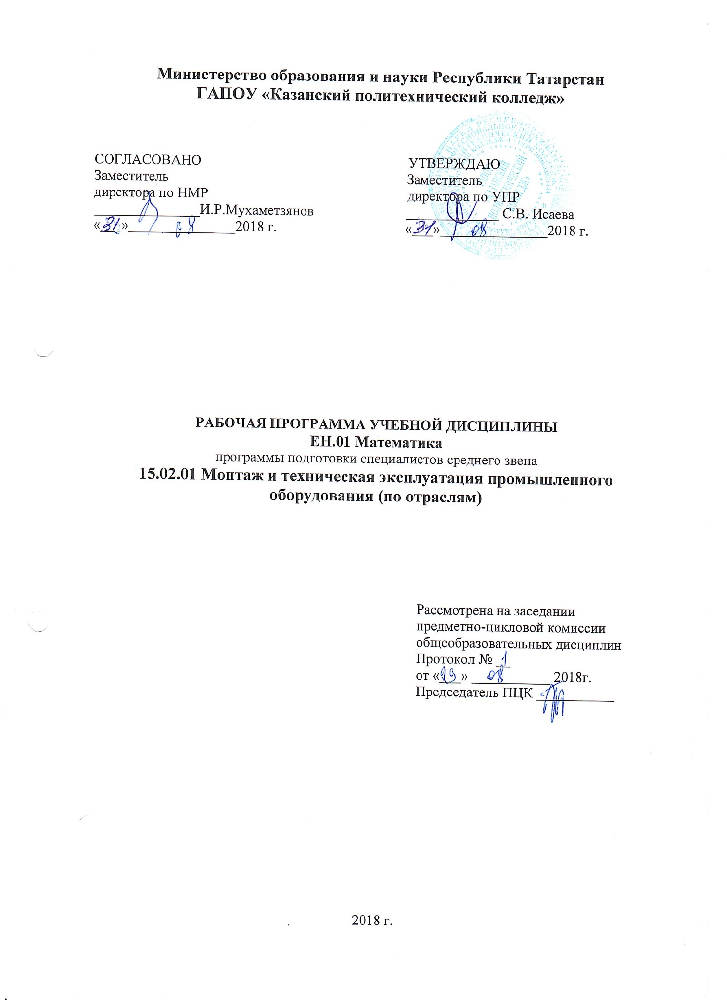 Министерство образования и науки Республики Татарстан
ГАПОУ «Казанский политехнический колледж»
СОГЛАСОВАНО
Заместитель
директора по НМР
_______________И.Р.Мухаметзянов
«31» 08 2018 г.
УТВЕРЖДАЮ
Заместитель
директора по УПР
_____________ С.В. Исаева
«31» 08 2018 г.
РАБОЧАЯ ПРОГРАММА УЧЕБНОЙ ДИСЦИПЛИНЫ
ЕН.01 Математика
программы подготовки специалистов среднего звена
15.02.01 Монтаж и техническая эксплуатация промышленного
оборудования (по отраслям)
Рассмотрена на заседании
предметно-цикловой комиссии
общеобразовательных дисциплин
Протокол № 1
от «29» 08 2018г.
Председатель ПЦК ___________
2018 г.